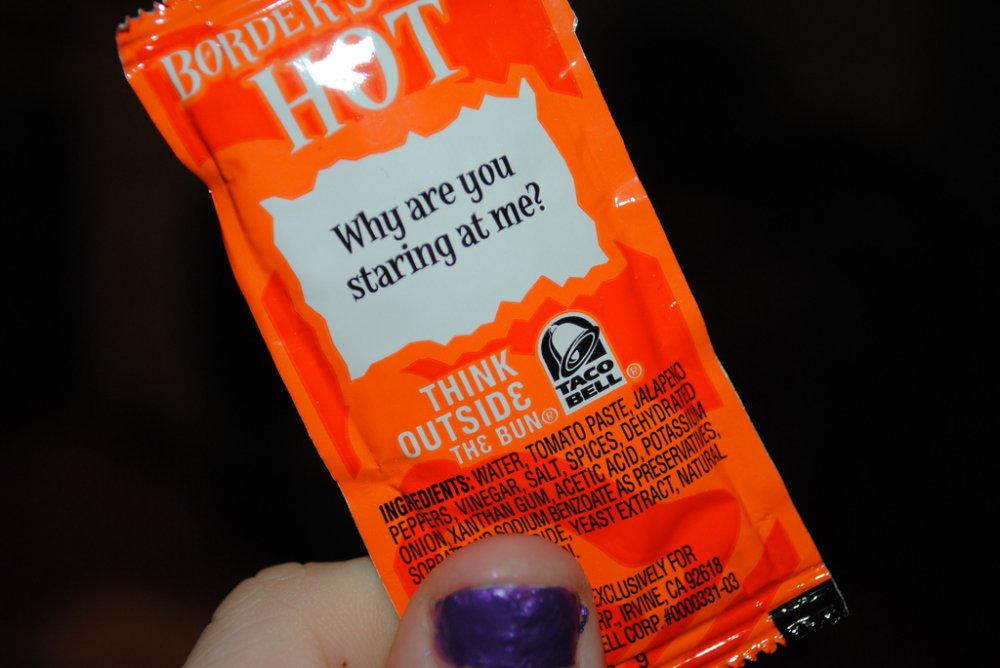 BORDER
HOT
Why are you
staring at me?
THINK
OUTSIDE
THE BUN®
TACO
BELL®
INGREDIENTS: WATER, TOMATO PASTE, JALAPENO
PEPPERS, VINEGAR, SALT, SPICES, DEHYDRATED
ONION, XANTHAN GUM, ACETIC ACID, POTASSIUM
AND SODIUM BENZOATE AS PRESERVATIVES,
YEAST EXTRACT, NATURAL
EXCLUSIVELY FOR
IRVINE, CA 92618
CORP. #0000331-03
9